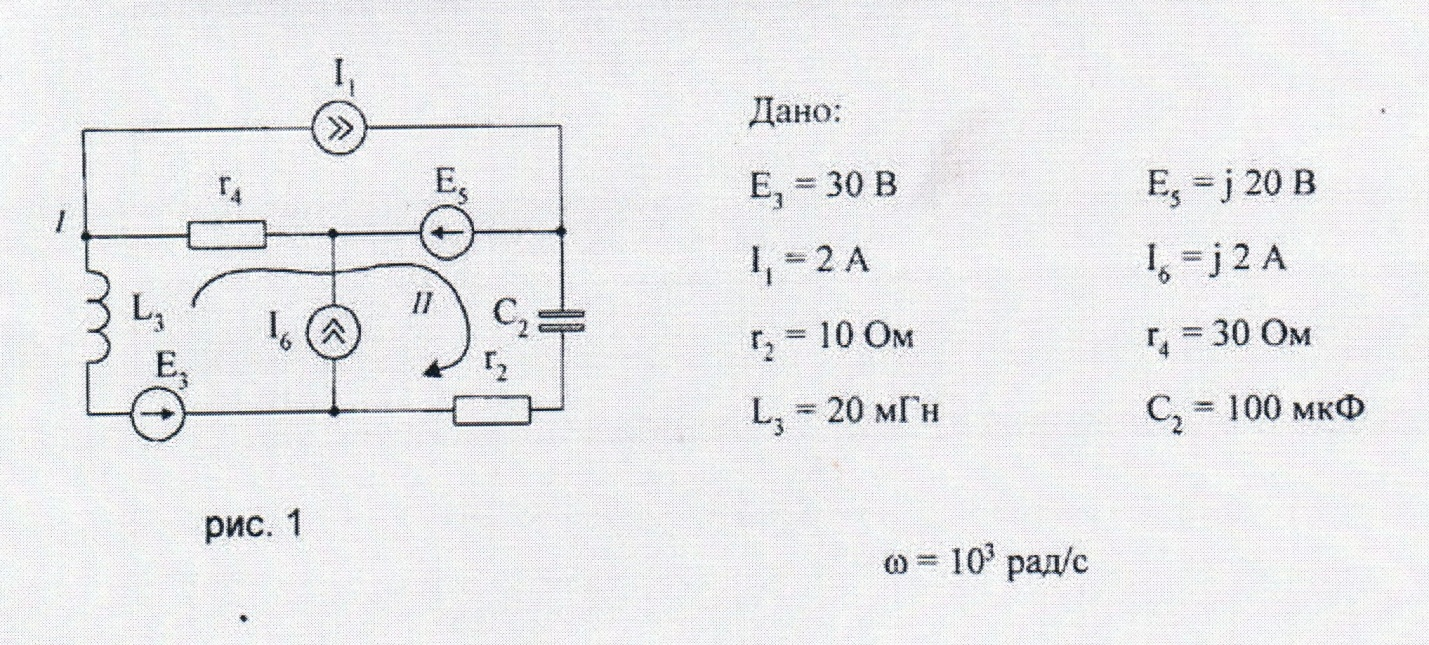 I₁
r₄
E₅
I
L₃
I₆
II
C₂
E₃
r₂
рис. 1
Дано:
E₃ = 30 В
E₅ = j 20 В
I₁ = 2 А
I₆ = j 2 А
r₂ = 10 Ом
r₄ = 30 Ом
L₃ = 20 мГн
C₂ = 100 мкФ
ω = 10³ рад/с